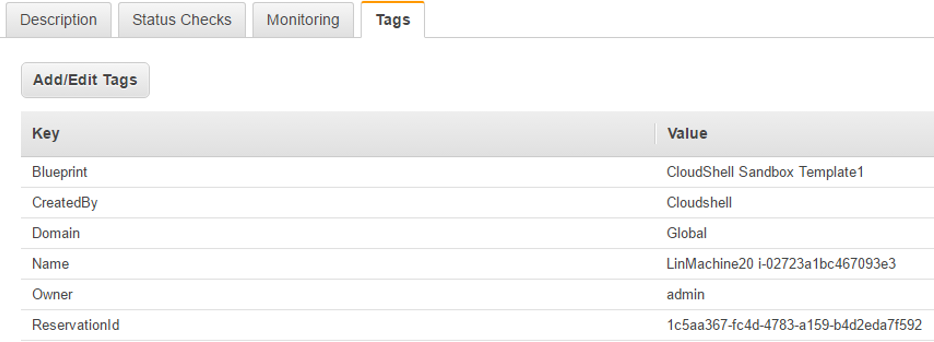 Description Status Checks Monitoring Tags
Add/Edit Tags
Key Value
Blueprint CloudShell Sandbox Template1
CreatedBy Cloudshell
Domain Global
Name LinMachine20 i-02723a1bc467093e3
Owner admin
ReservationId 1c5aa367-fc4d-4783-a159-b4d2eda7f592